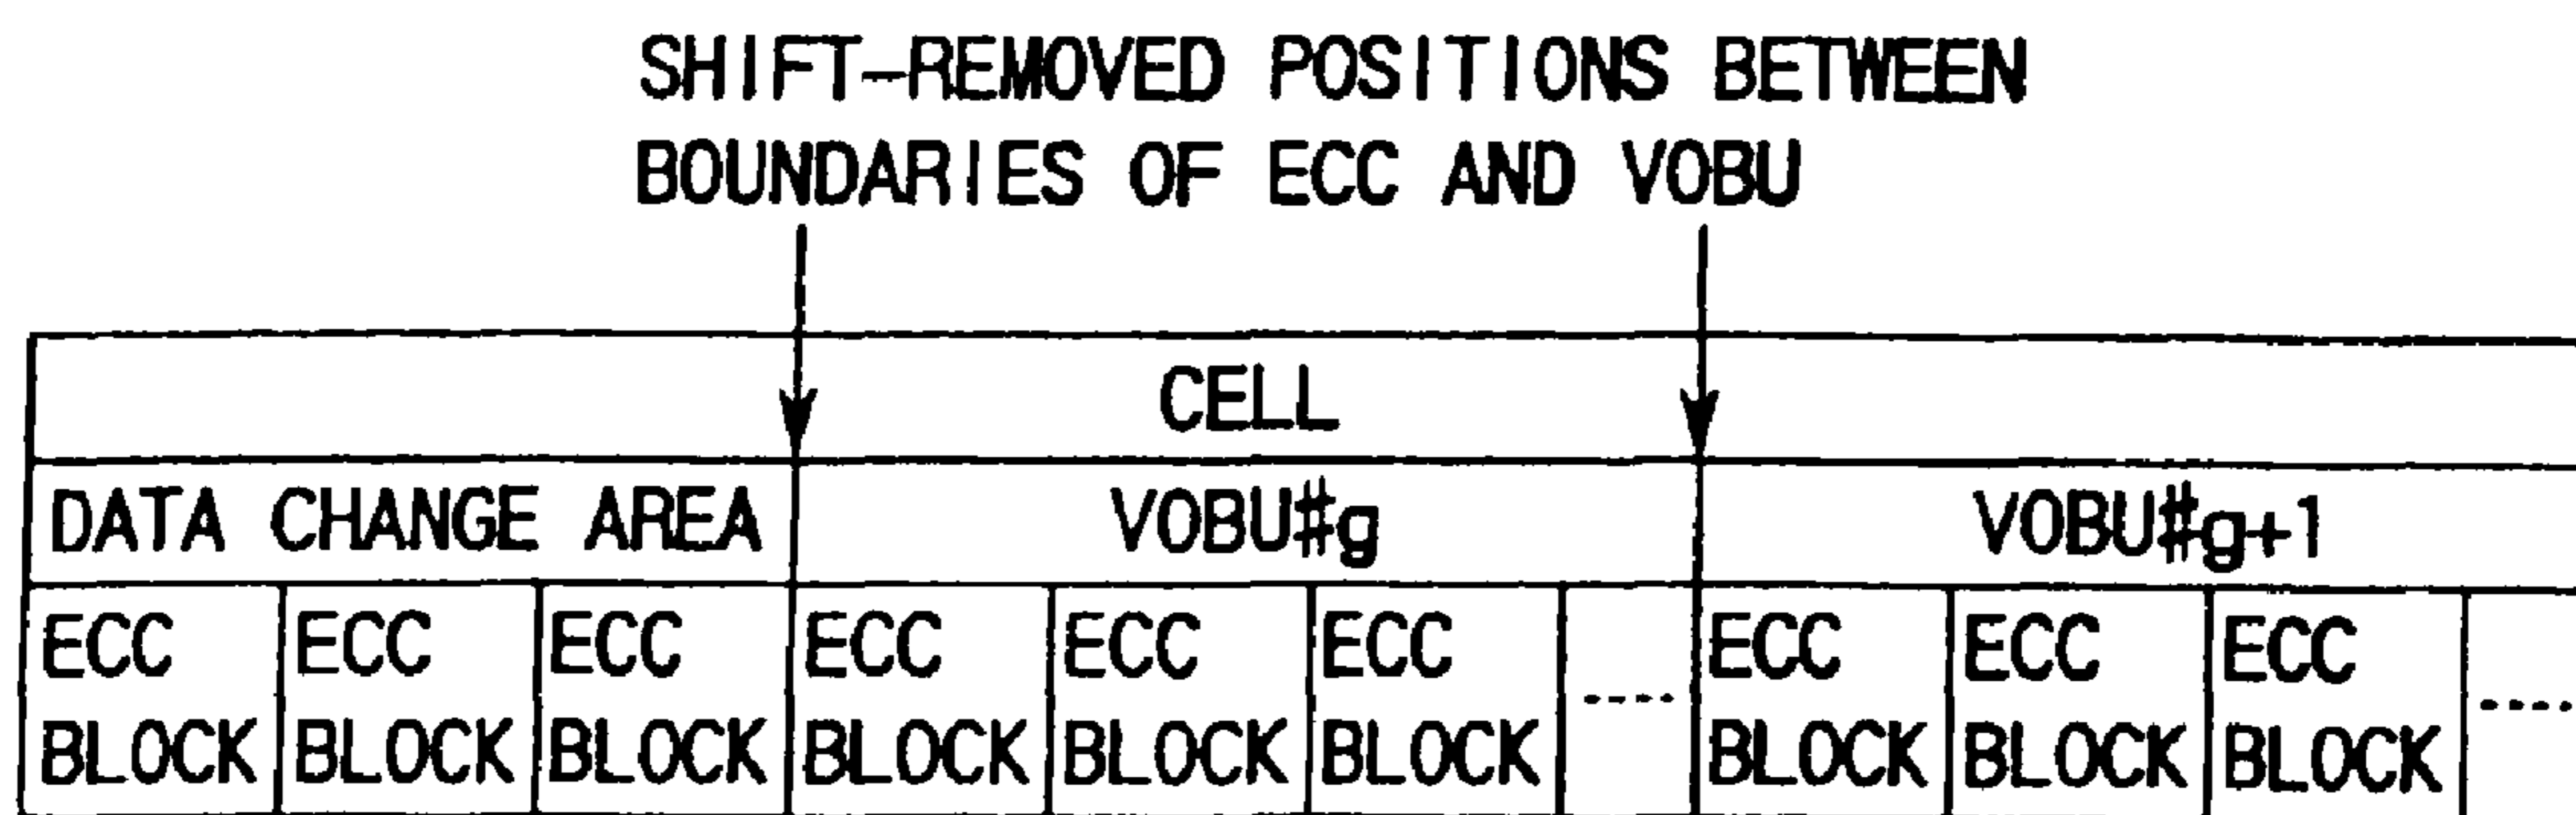 SHIFT-REMOVED POSITIONS BETWEEN
BOUNDARIES OF ECC AND VOBU
CELL
DATA CHANGE AREA VOBU#g VOBU#g+1
ECC ECC ECC ECC ECC ECC ECC ECC ECC
BLOCK BLOCK BLOCK BLOCK BLOCK BLOCK ---- BLOCK BLOCK BLOCK ----